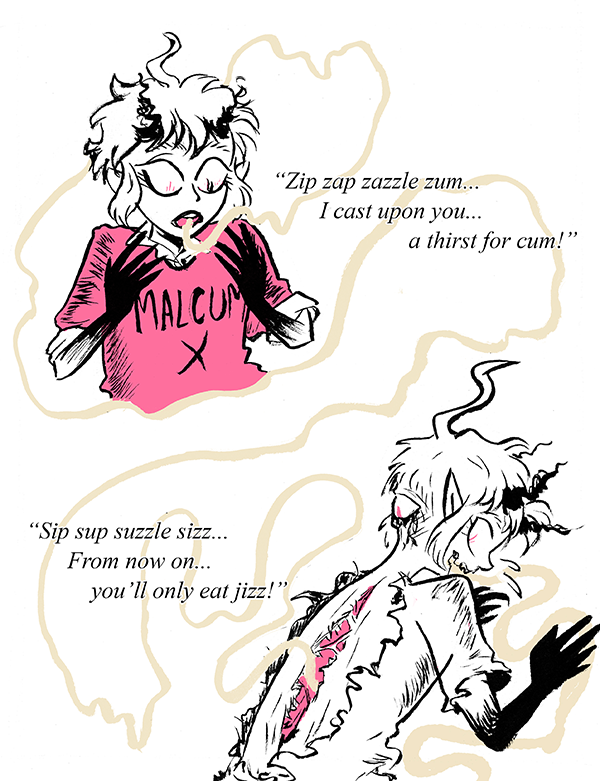 “Zip zap zazzle zum...
I cast upon you...
a thirst for cum!”
MALCUM
X
“Sip sup suzzle sizz...
From now on...
you’ll only eat jizz!”